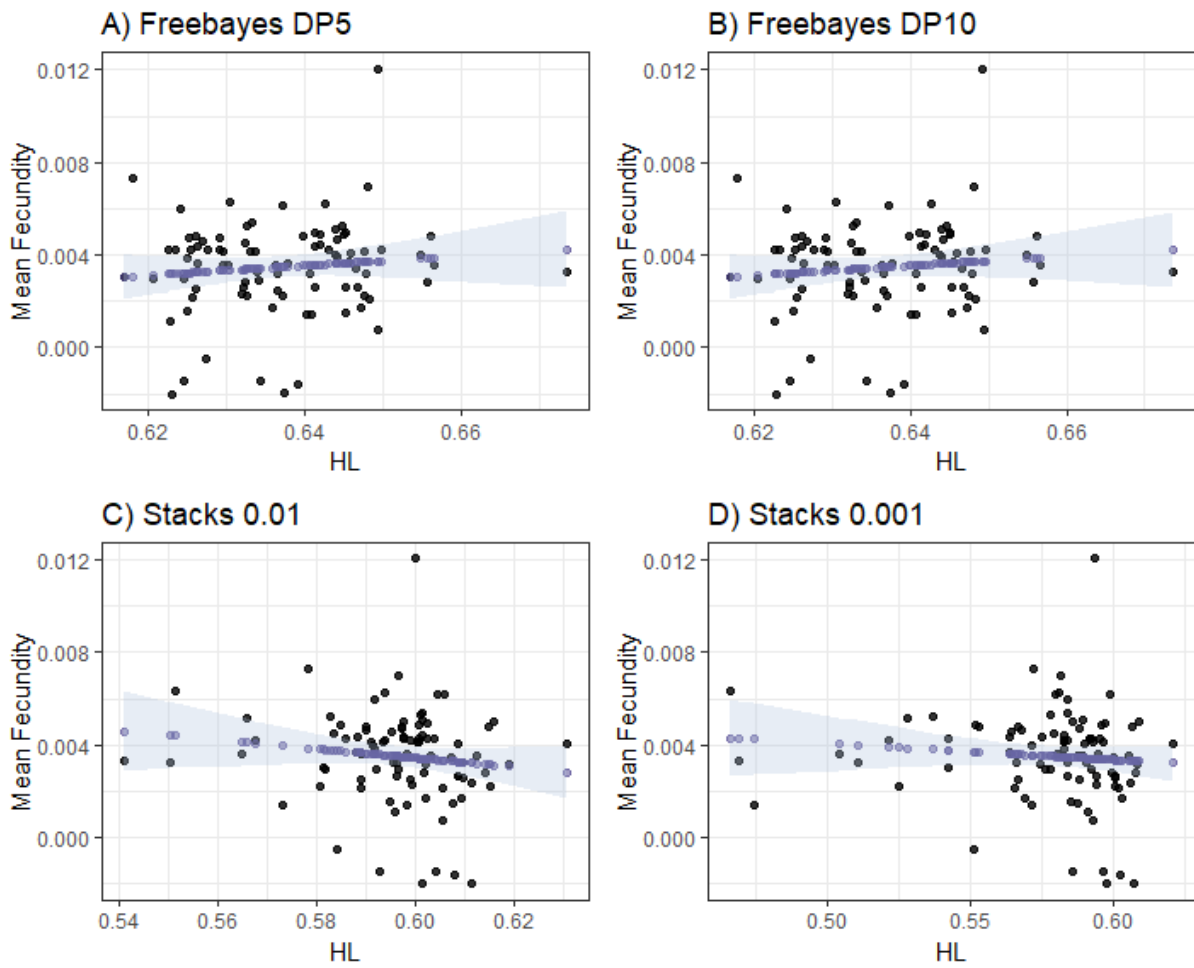 A) Freebayes DP5
0.012
0.008
0.004
0.000
Mean Fecundity
0.62
0.64
0.66
HL
B) Freebayes DP10
0.012
0.008
0.004
0.000
Mean Fecundity
0.62
0.64
0.66
HL
C) Stacks 0.01
0.012
0.008
0.004
0.000
Mean Fecundity
0.54
0.56
0.58
0.60
0.62
HL
D) Stacks 0.001
0.012
0.008
0.004
0.000
Mean Fecundity
0.50
0.55
0.60
HL